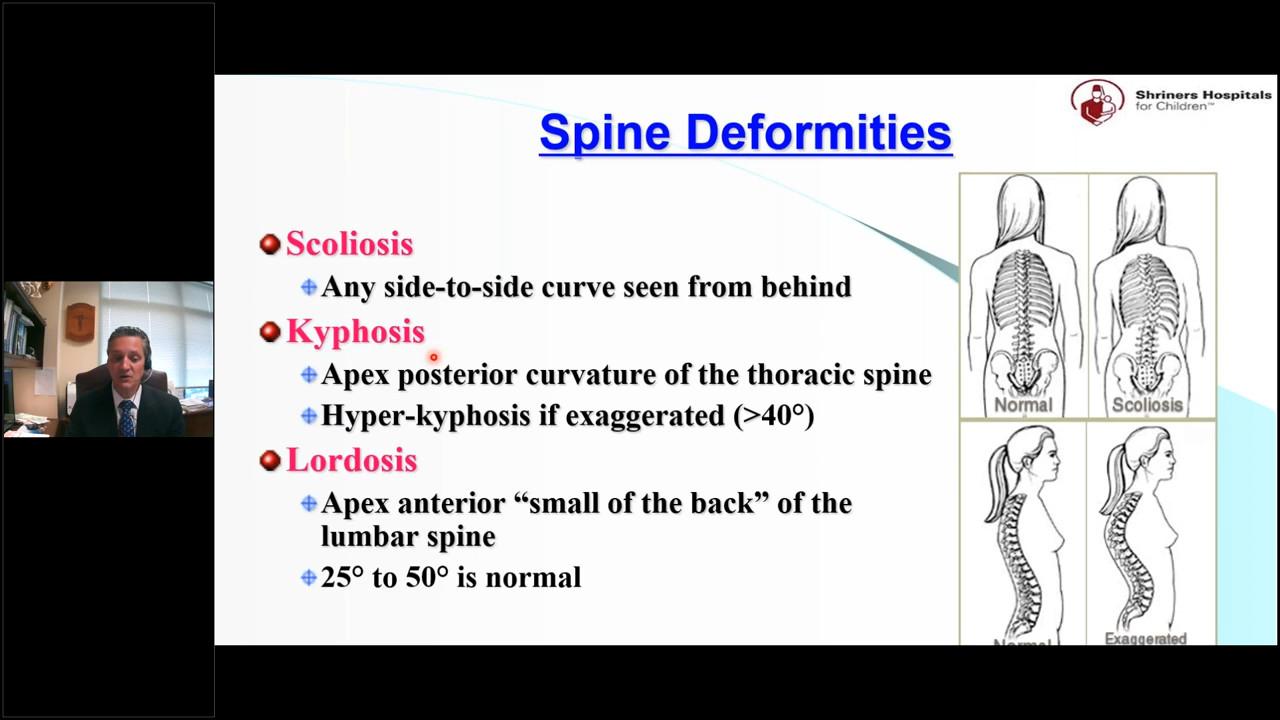 Shriners Hospitals
for Children™
Spine Deformities
Scoliosis
Any side-to-side curve seen from behind
Kyphosis
Apex posterior curvature of the thoracic spine
Hyper-kyphosis if exaggerated (>40°)
Lordosis
Apex anterior “small of the back” of the
lumbar spine
25° to 50° is normal
Normal
Scoliosis
Normal
Exaggerated